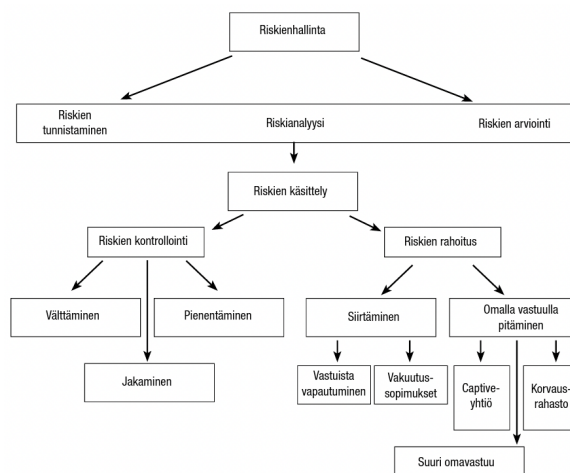 Riskienhallinta
Riskien
tunnistaminen
Riskianalyysi
Riskien arviointi
Riskien käsittely
Riskien kontrollointi
Riskien rahoitus
Välttäminen
Pienentäminen
Siirtäminen
Omalla vastuulla
pitäminen
Jakaminen
Vastuista
vapautuminen
Vakuutus-
sopimukset
Captive-
yhtiö
Korvaus-
rahasto
Suuri omavastuu